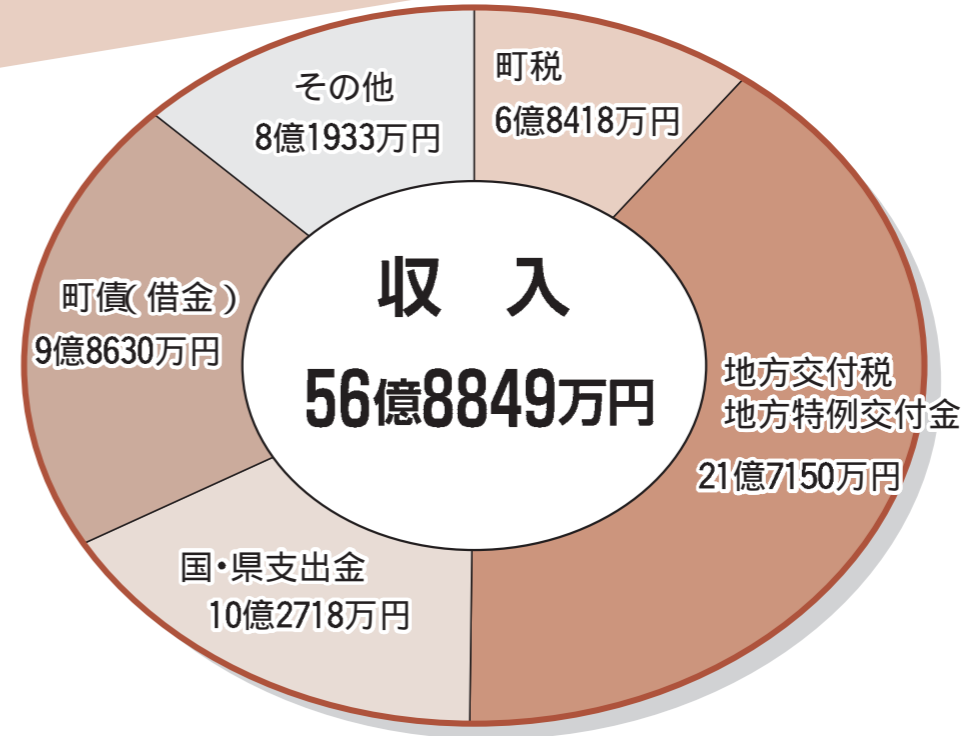 収 入
56億8849万円
町税
6億8418万円
地方交付税
地方特例交付金
21億7150万円
国・県支出金
10億2718万円
町債(借金)
9億8630万円
その他
8億1933万円